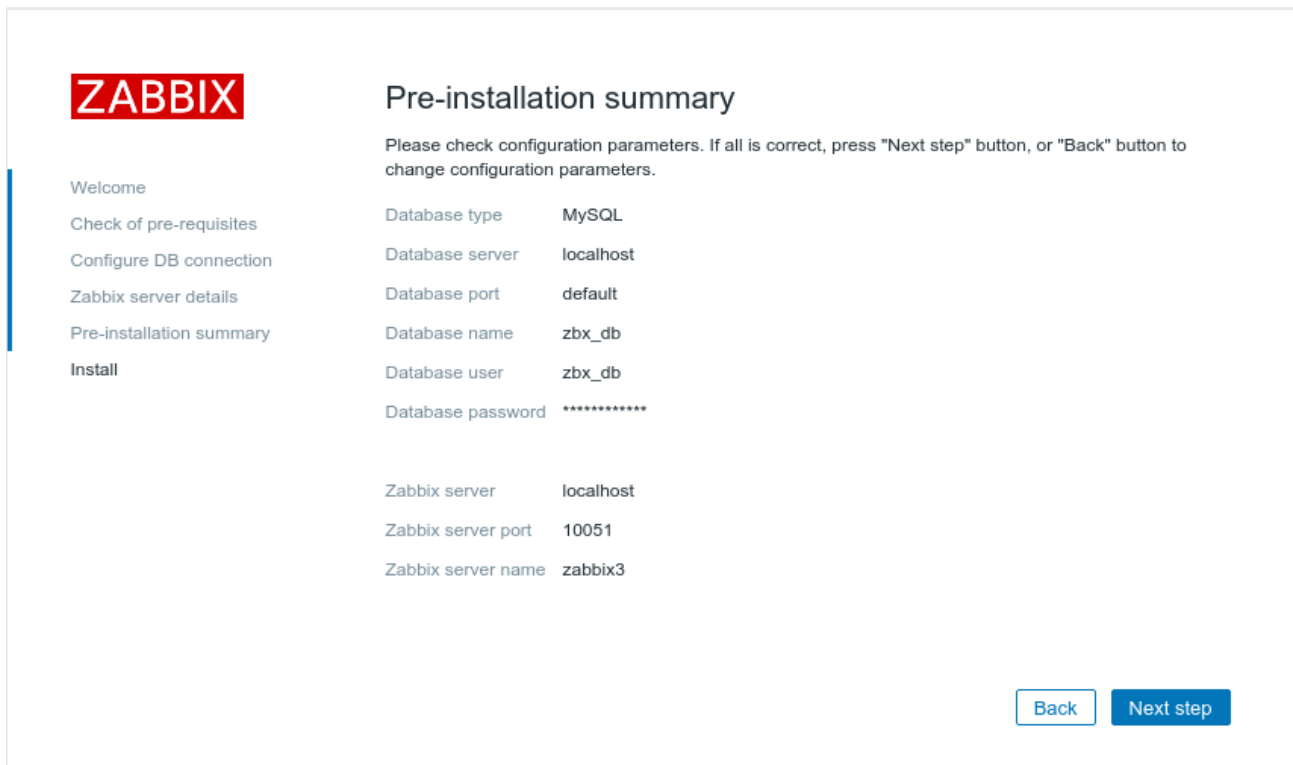 ZABBIX
Welcome
Check of pre-requisites
Configure DB connection
Zabbix server details
Pre-installation summary
Install
Pre-installation summary
Please check configuration parameters. If all is correct, press "Next step" button, or "Back" button to
change configuration parameters.
Database type MySQL
Database server localhost
Database port default
Database name zbx_db
Database user zbx_db
Database password ************
Zabbix server localhost
Zabbix server port 10051
Zabbix server name zabbix3
Back Next step